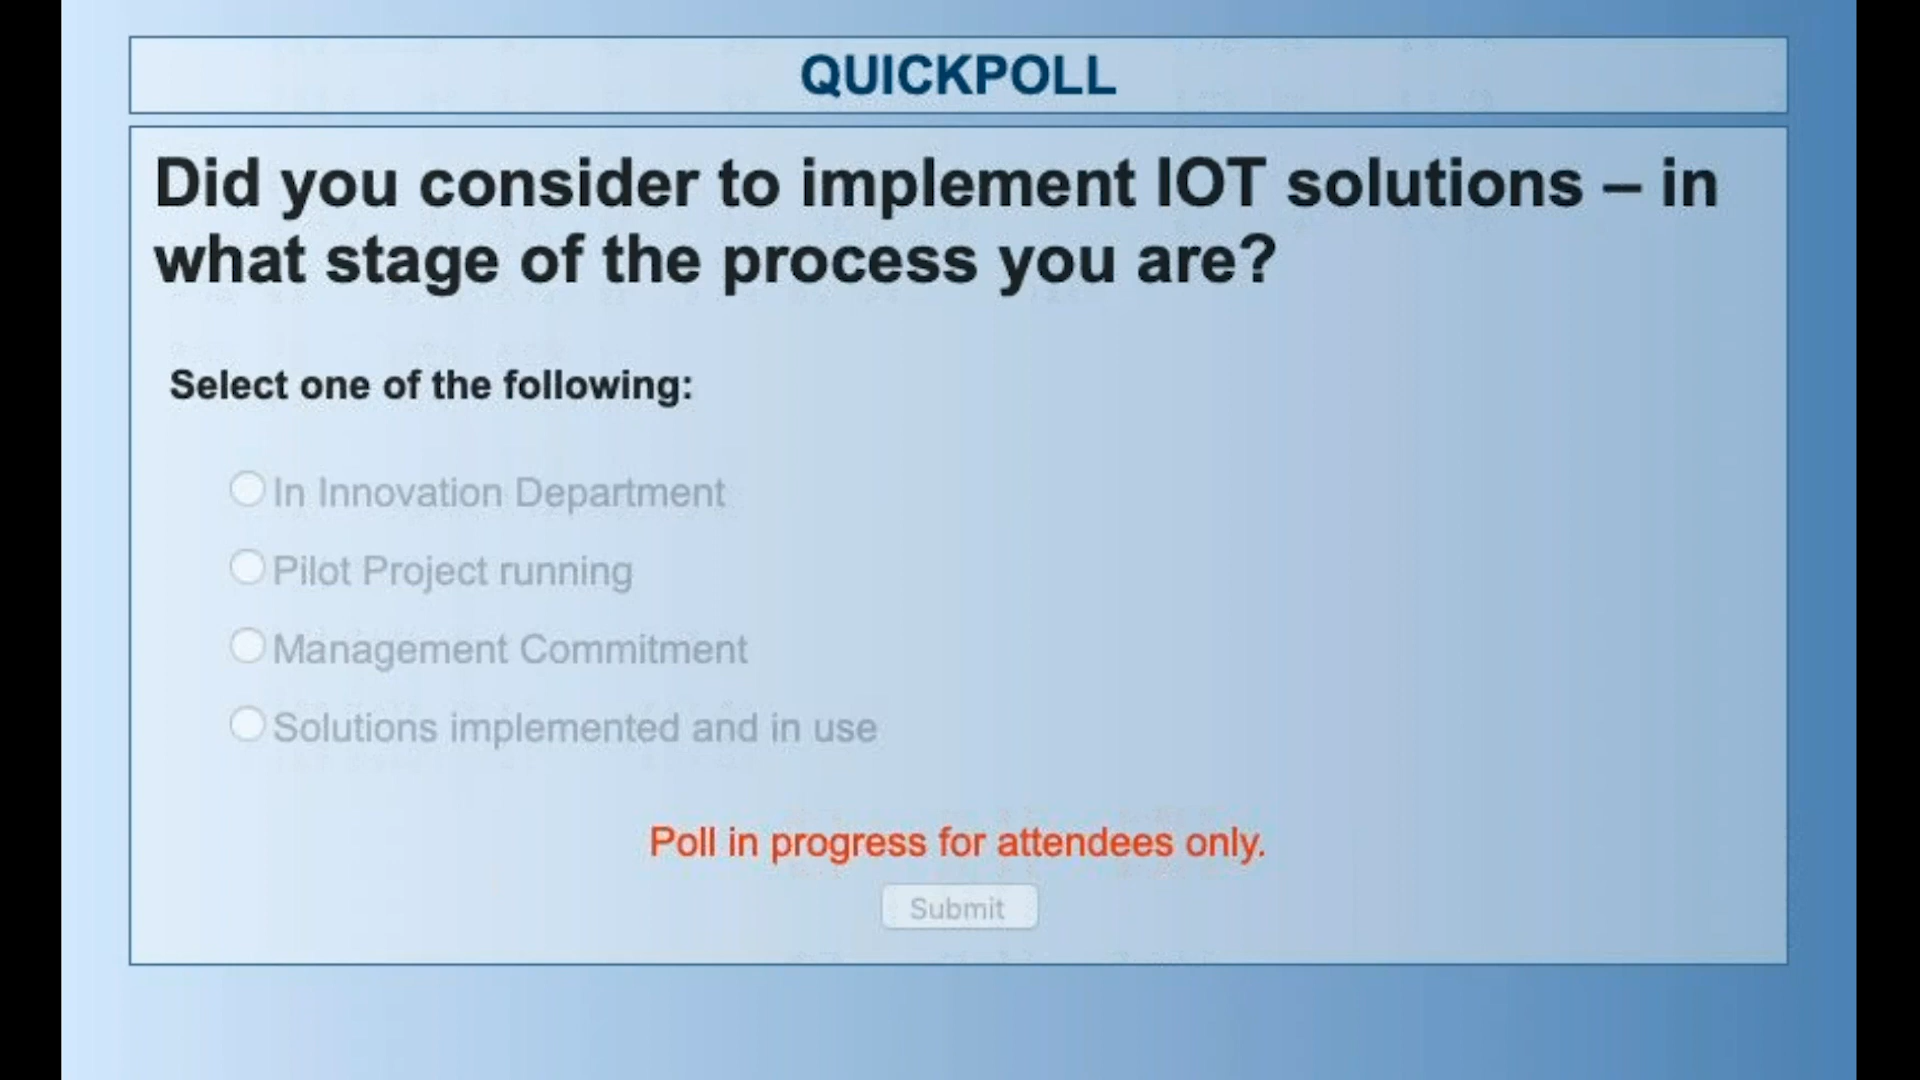 QUICKPOLL
Did you consider to implement IOT solutions – in
what stage of the process you are?
Select one of the following:
In Innovation Department
Pilot Project running
Management Commitment
Solutions implemented and in use
Poll in progress for attendees only.
Submit